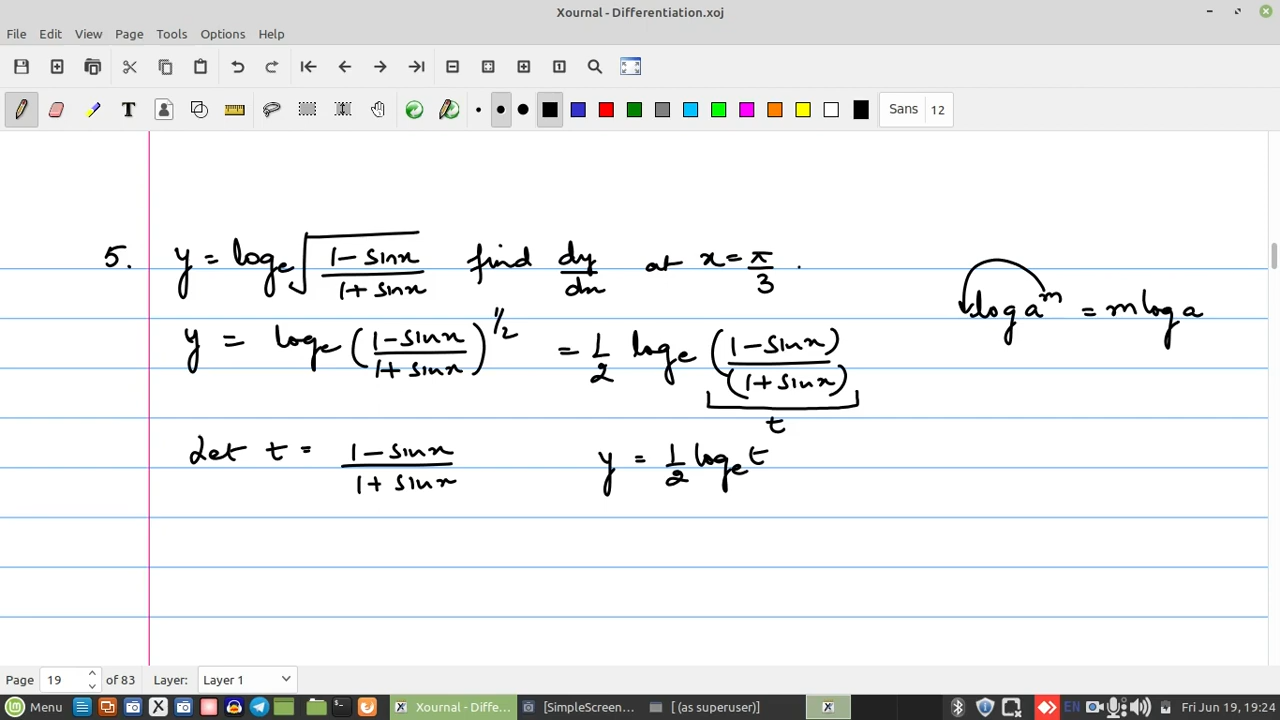 Xournal - Differentiation.xoj
File Edit View Page Tools Options Help
Sans 12
5. y = logₑ √((1 - sinx)/(1 + sinx)) find dy/dx at x = π/3 .
log aᵐ = m log a
y = logₑ ((1 - sinx)/(1 + sinx))^1/2 = 1/2 logₑ ((1 - sinx)/(1 + sinx))
t
Let t = (1 - sinx)/(1 + sinx) y = 1/2 logₑ t
Page 19 of 83 Layer: Layer 1
Menu Xournal - Differe... [SimpleScreen... [ (as superuser)] EN Fri Jun 19, 19:24